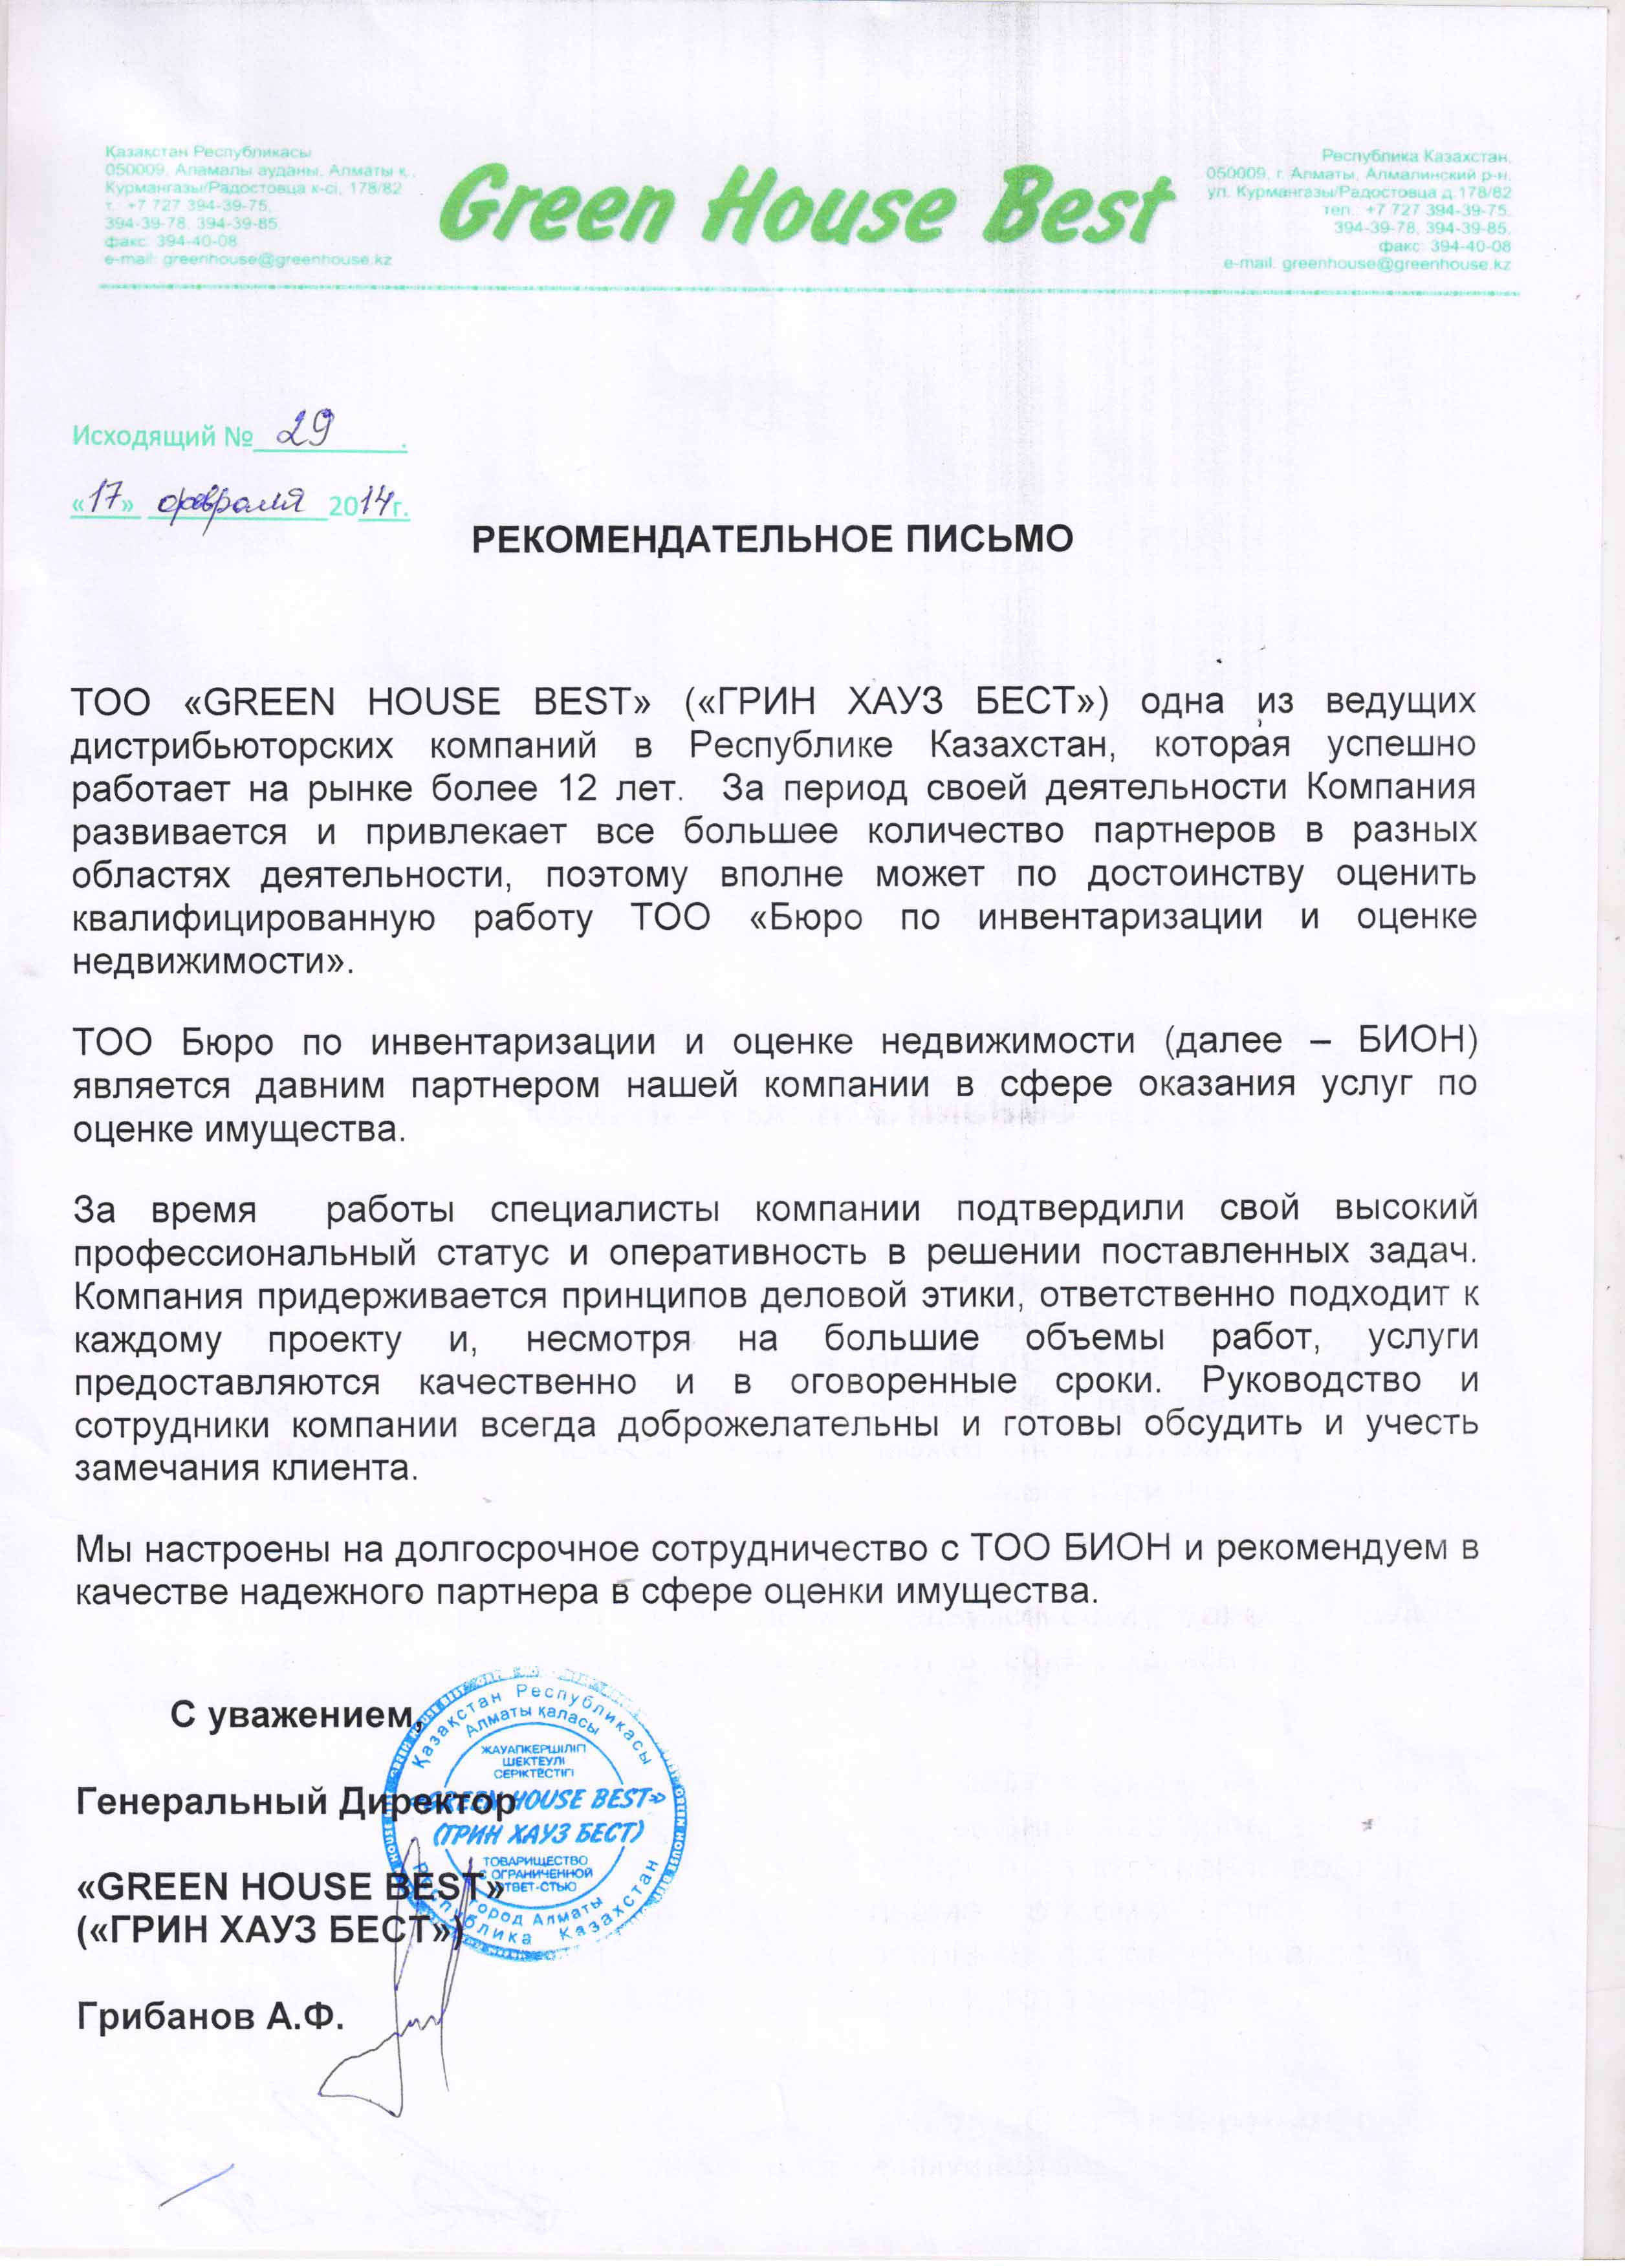 Қазақстан Республикасы
050009, Аламалы ауданы, Алматы қ.,
Курмангазы/Радостовца к-сі, 178/82
т. +7 727 394-39-75,
394-39-78, 394-39-85,
факс: 394-40-08
e-mail: greenhouse@greenhouse.kz
Green House Best
Республика Казахстан,
050009, г. Алматы, Алмалинский р-н,
ул. Курмангазы/Радостовца д.178/82
тел.: +7 727 394-39-75,
394-39-78, 394-39-85,
факс: 394-40-08
e-mail: greenhouse@greenhouse.kz
Исходящий № 29 .
«17» февраля 2014г.
РЕКОМЕНДАТЕЛЬНОЕ ПИСЬМО
ТОО «GREEN HOUSE BEST» («ГРИН ХАУЗ БЕСТ») одна из ведущих
дистрибьюторских компаний в Республике Казахстан, которая успешно
работает на рынке более 12 лет. За период своей деятельности Компания
развивается и привлекает все большее количество партнеров в разных
областях деятельности, поэтому вполне может по достоинству оценить
квалифицированную работу ТОО «Бюро по инвентаризации и оценке
недвижимости».
ТОО Бюро по инвентаризации и оценке недвижимости (далее – БИОН)
является давним партнером нашей компании в сфере оказания услуг по
оценке имущества.
За время работы специалисты компании подтвердили свой высокий
профессиональный статус и оперативность в решении поставленных задач.
Компания придерживается принципов деловой этики, ответственно подходит к
каждому проекту и, несмотря на большие объемы работ, услуги
предоставляются качественно и в оговоренные сроки. Руководство и
сотрудники компании всегда доброжелательны и готовы обсудить и учесть
замечания клиента.
Мы настроены на долгосрочное сотрудничество с ТОО БИОН и рекомендуем в
качестве надежного партнера в сфере оценки имущества.
С уважением,
Генеральный Директор
«GREEN HOUSE BEST»
(«ГРИН ХАУЗ БЕСТ»)
Грибанов А.Ф.
Қазақстан Республикасы
Алматы қаласы
ЖАУАПКЕРШІЛІГІ
ШЕКТЕУЛІ
СЕРІКТЕСТІГІ
«GREEN HOUSE BEST»
(ГРИН ХАУЗ БЕСТ)
ТОВАРИЩЕСТВО
С ОГРАНИЧЕННОЙ
ОТВЕТ-СТЬЮ
город Алматы
Республика Казахстан